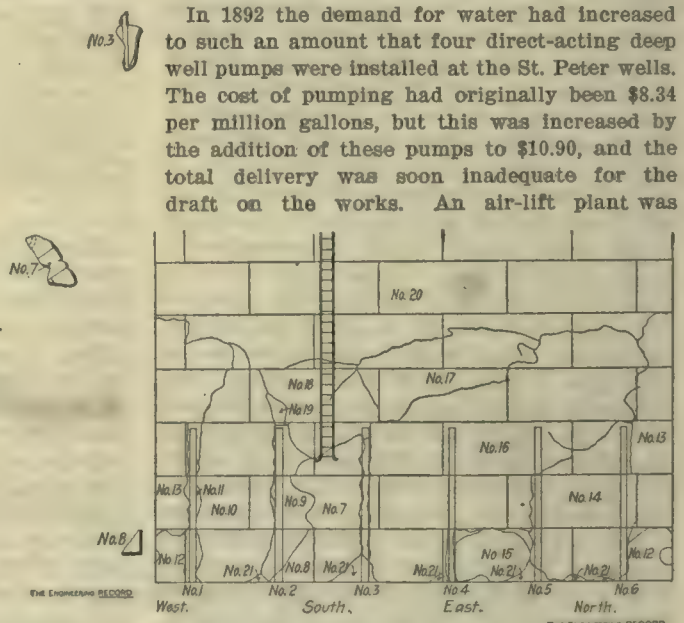 No.3
In 1892 the demand for water had increased
to such an amount that four direct-acting deep
well pumps were installed at the St. Peter wells.
The cost of pumping had originally been $8.34
per million gallons, but this was increased by
the addition of these pumps to $10.90, and the
total delivery was soon inadequate for the
draft on the works. An air-lift plant was
No.7
No. 20
No.18
No.17
No.19
No.16
No.13
No.13
No.11
No.10
No.9
No.7
No.14
No.8
No.12
No.21
No.8
No.21
No.21
No.15
No.21
No.21
No.12
THE ENGINEERING RECORD
No.1
No.2
No.3
No.4
No.5
No.6
West.
South.
East.
North.